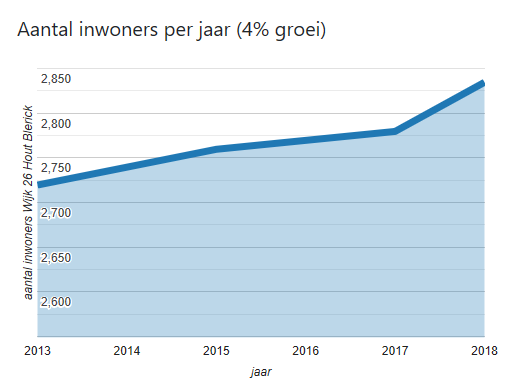 Aantal inwoners per jaar (4% groei)
2,850
2,800
2,750
2,700
2,650
2,600
aantal inwoners Wijk 26 Hout Blerick
2013 2014 2015 2016 2017 2018
jaar